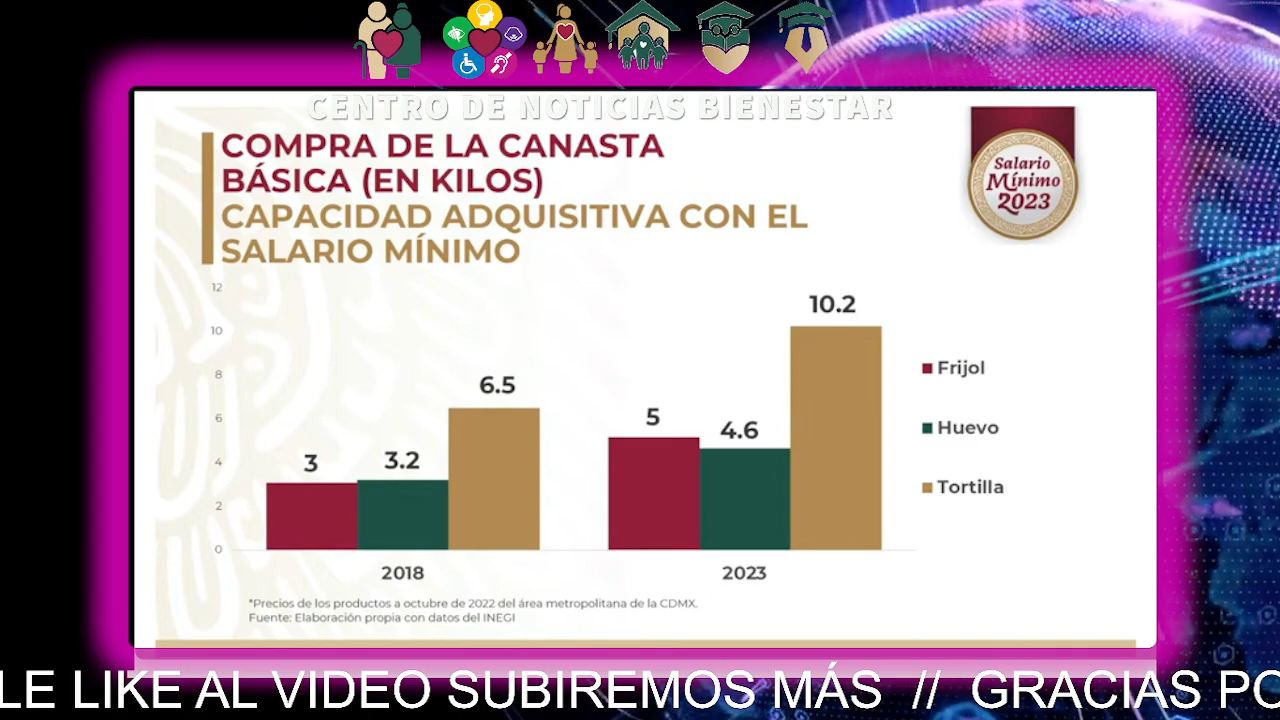 CENTRO DE NOTICIAS BIENESTAR
COMPRA DE LA CANASTA
BÁSICA (EN KILOS)
CAPACIDAD ADQUISITIVA CON EL
SALARIO MÍNIMO
Salario
Mínimo
2023
12
10
8
6
4
2
0
3
3.2
6.5
5
4.6
10.2
2018
2023
Frijol
Huevo
Tortilla
*Precios de los productos a octubre de 2022 del área metropolitana de la CDMX.
Fuente: Elaboración propia con datos del INEGI
LE LIKE AL VIDEO SUBIREMOS MÁS // GRACIAS PO